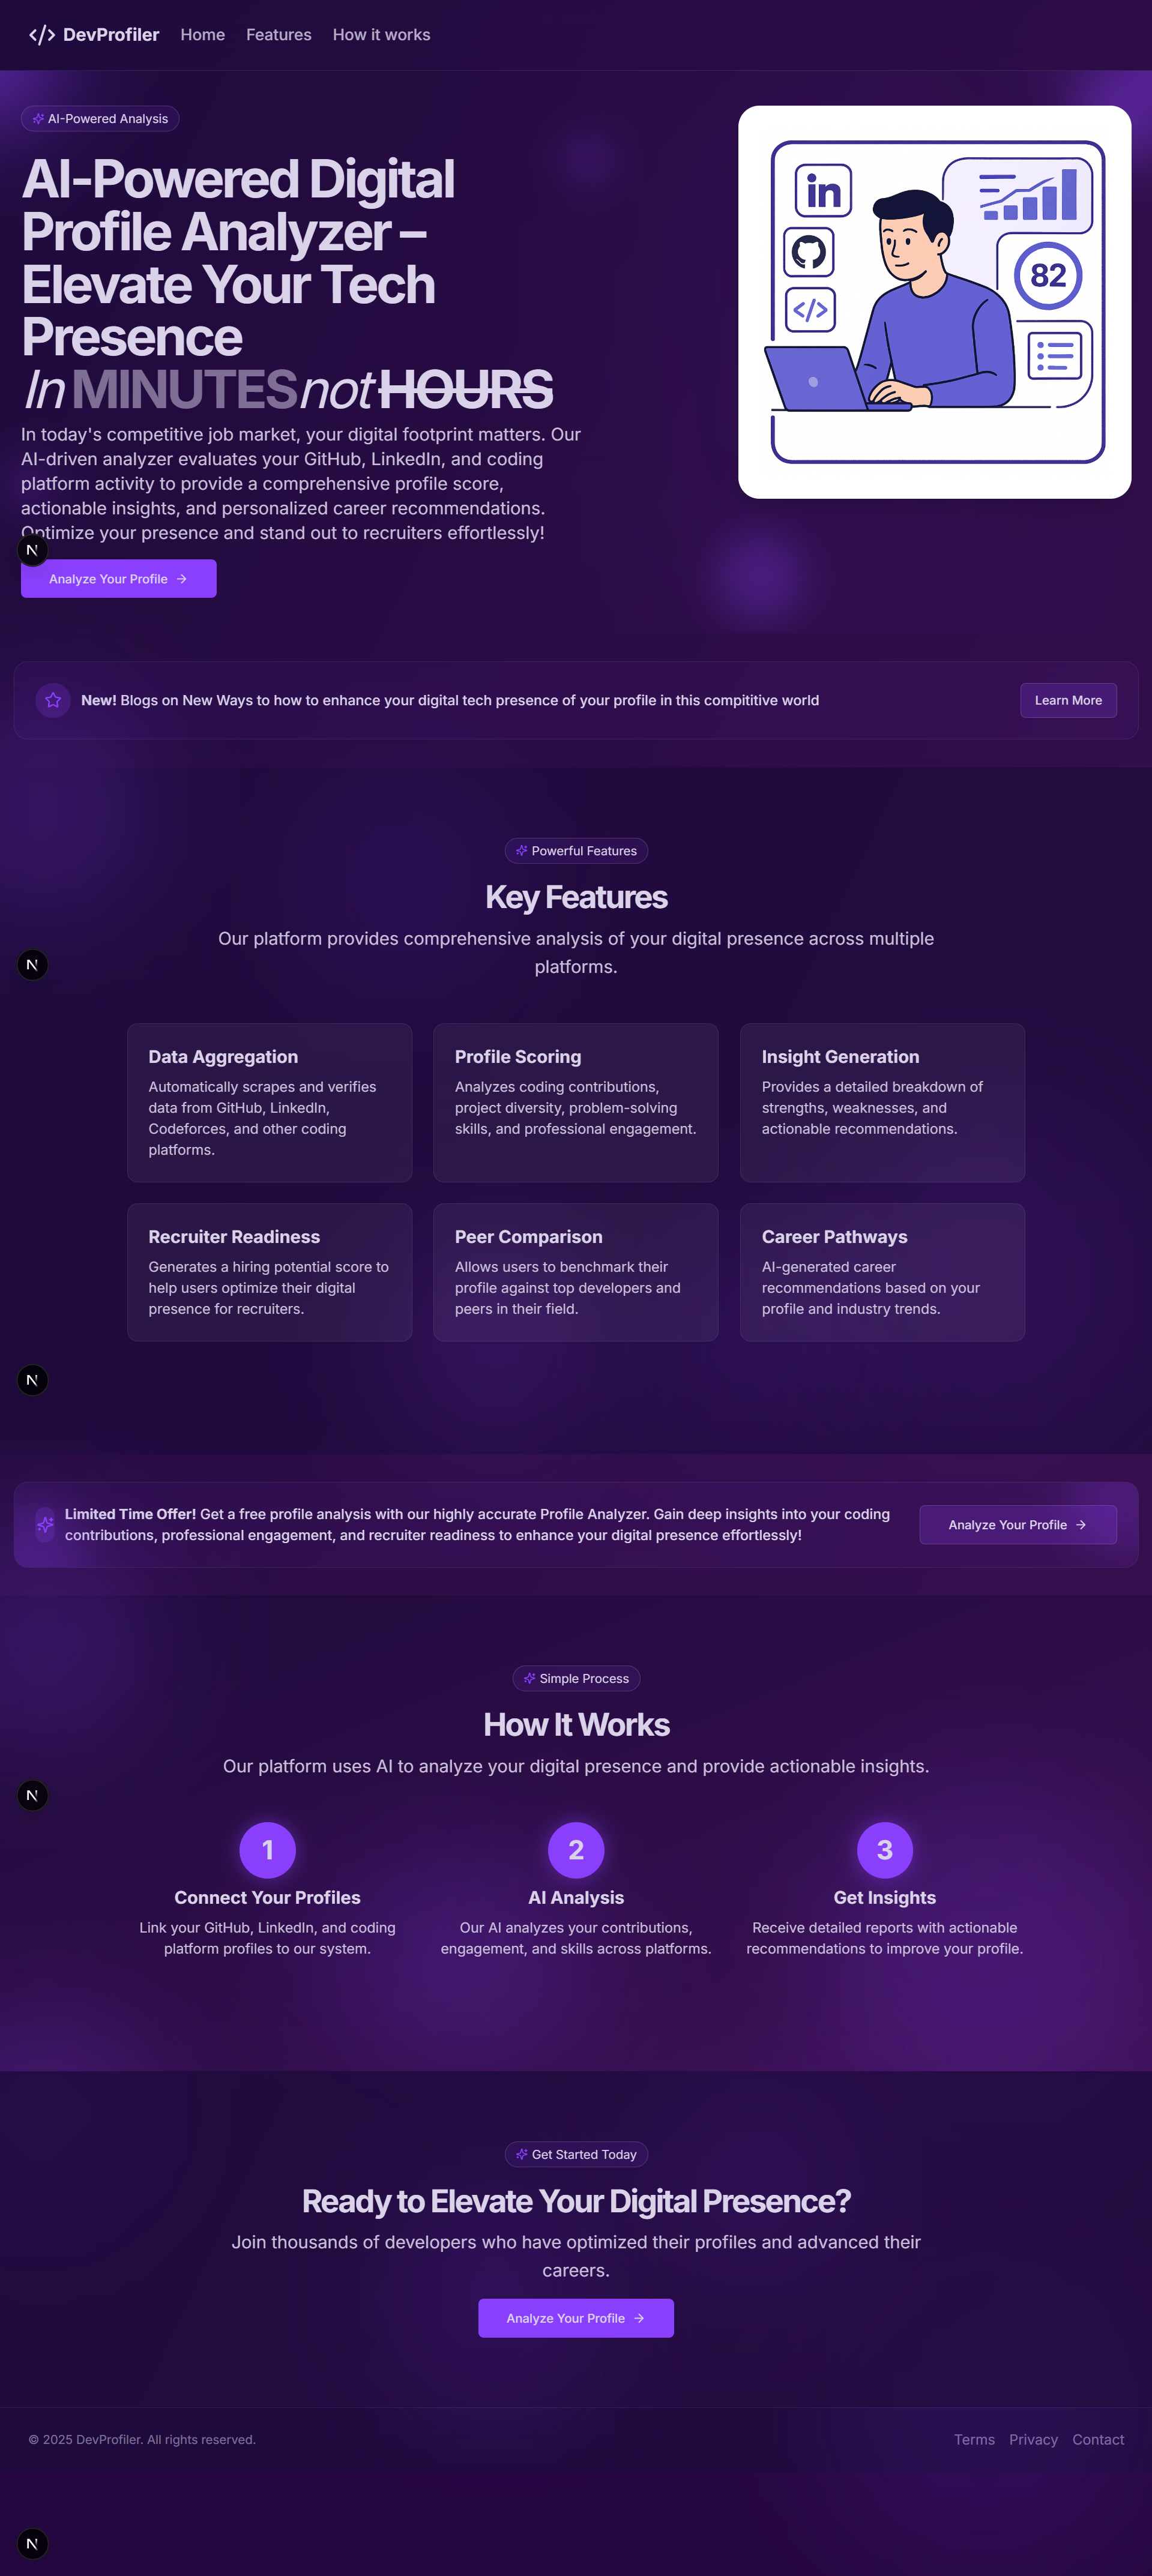 </> DevProfiler Home Features How it works
AI-Powered Analysis
AI-Powered Digital
Profile Analyzer –
Elevate Your Tech
Presence
In MINUTES not HOURS
In today's competitive job market, your digital footprint matters. Our
AI-driven analyzer evaluates your GitHub, LinkedIn, and coding
platform activity to provide a comprehensive profile score,
actionable insights, and personalized career recommendations.
Optimize your presence and stand out to recruiters effortlessly!
N
Analyze Your Profile →
in
</>
82
New! Blogs on New Ways to how to enhance your digital tech presence of your profile in this compititive world
Learn More
Powerful Features
Key Features
Our platform provides comprehensive analysis of your digital presence across multiple
platforms.
N
Data Aggregation
Automatically scrapes and verifies
data from GitHub, LinkedIn,
Codeforces, and other coding
platforms.
Profile Scoring
Analyzes coding contributions,
project diversity, problem-solving
skills, and professional engagement.
Insight Generation
Provides a detailed breakdown of
strengths, weaknesses, and
actionable recommendations.
Recruiter Readiness
Generates a hiring potential score to
help users optimize their digital
presence for recruiters.
Peer Comparison
Allows users to benchmark their
profile against top developers and
peers in their field.
Career Pathways
AI-generated career
recommendations based on your
profile and industry trends.
N
Limited Time Offer! Get a free profile analysis with our highly accurate Profile Analyzer. Gain deep insights into your coding
contributions, professional engagement, and recruiter readiness to enhance your digital presence effortlessly!
Analyze Your Profile →
Simple Process
How It Works
Our platform uses AI to analyze your digital presence and provide actionable insights.
N
1
Connect Your Profiles
Link your GitHub, LinkedIn, and coding
platform profiles to our system.
2
AI Analysis
Our AI analyzes your contributions,
engagement, and skills across platforms.
3
Get Insights
Receive detailed reports with actionable
recommendations to improve your profile.
Get Started Today
Ready to Elevate Your Digital Presence?
Join thousands of developers who have optimized their profiles and advanced their
careers.
Analyze Your Profile →
© 2025 DevProfiler. All rights reserved.
Terms Privacy Contact
N